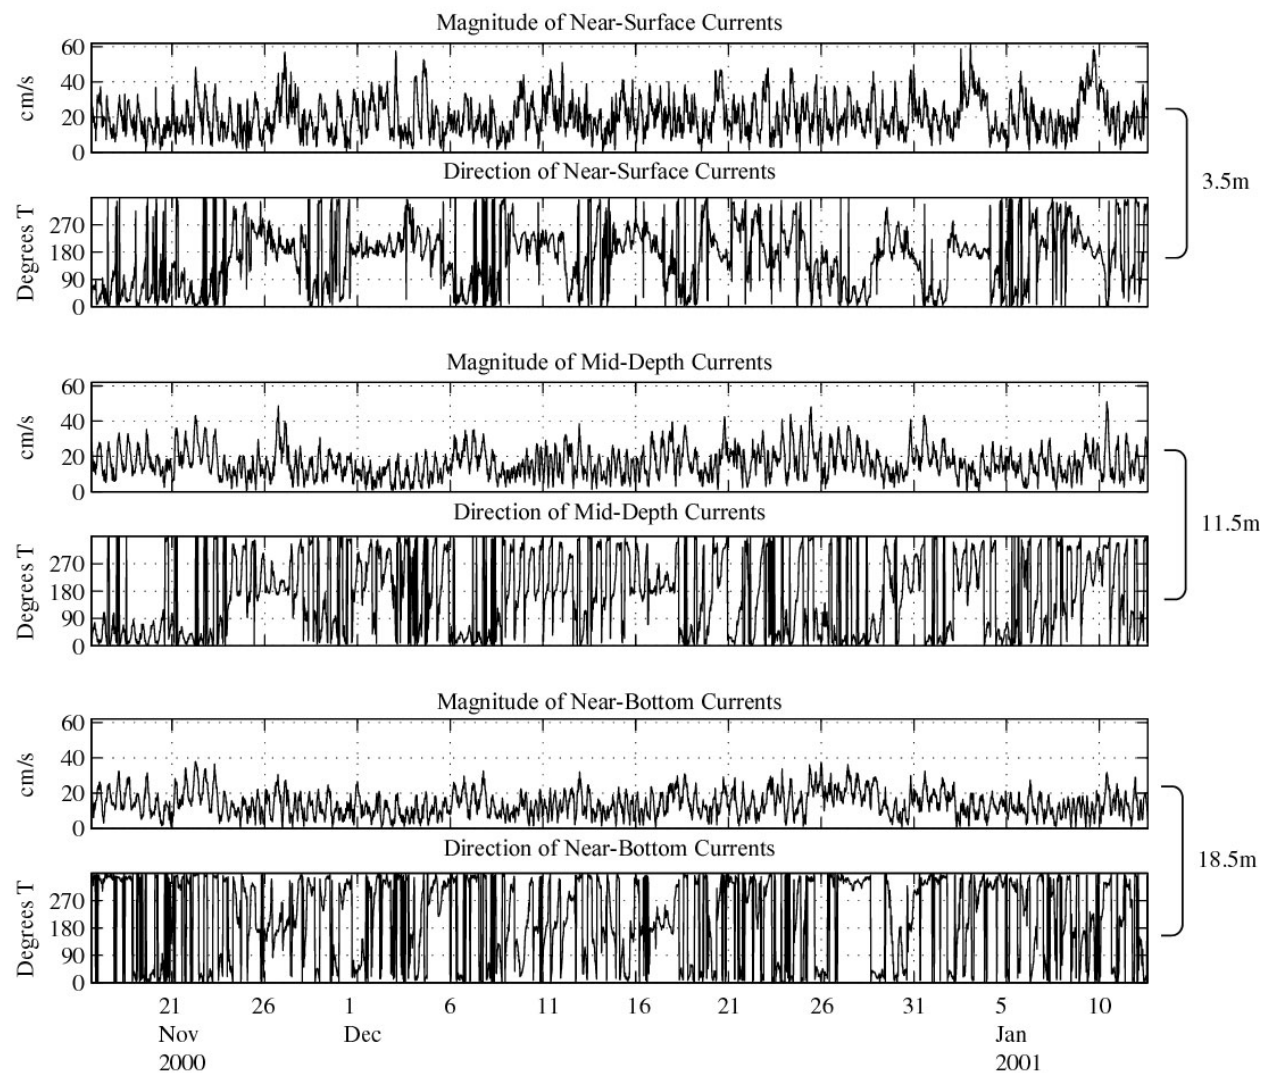 Magnitude of Near-Surface Currents
60
40
20
0
cm/s
Direction of Near-Surface Currents
270
180
90
0
Degrees T
3.5m
Magnitude of Mid-Depth Currents
60
40
20
0
cm/s
Direction of Mid-Depth Currents
270
180
90
0
Degrees T
11.5m
Magnitude of Near-Bottom Currents
60
40
20
0
cm/s
Direction of Near-Bottom Currents
270
180
90
0
Degrees T
18.5m
21 26 1 6 11 16 21 26 31 5 10
Nov Dec Jan
2000 2001